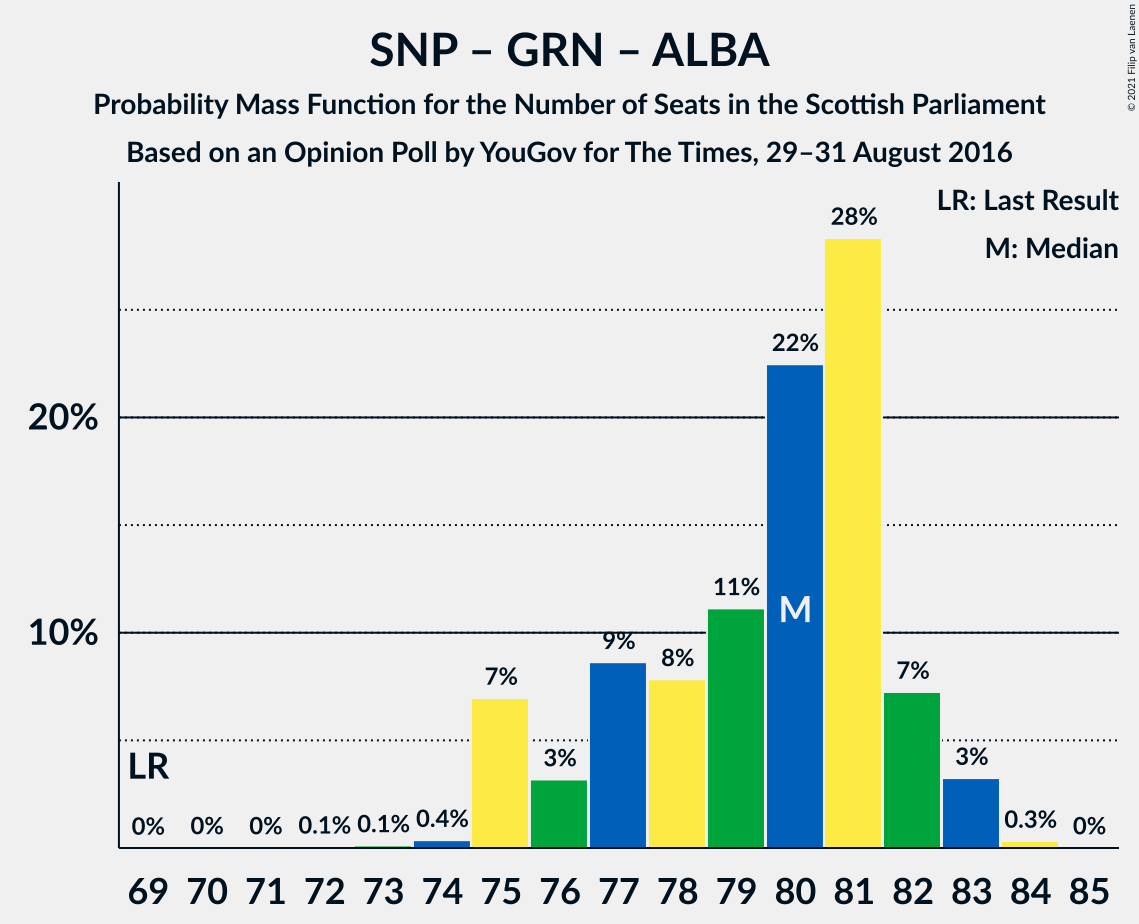 SNP – GRN – ALBA
Probability Mass Function for the Number of Seats in the Scottish Parliament
Based on an Opinion Poll by YouGov for The Times, 29–31 August 2016
© 2021 Filip van Laenen
LR: Last Result
M: Median
28%
22%
20%
11%
M
10%
9%
8%
7%
7%
3%
3%
LR
0%
0%
0%
0.1%
0.1%
0.4%
0.3%
0%
69 70 71 72 73 74 75 76 77 78 79 80 81 82 83 84 85